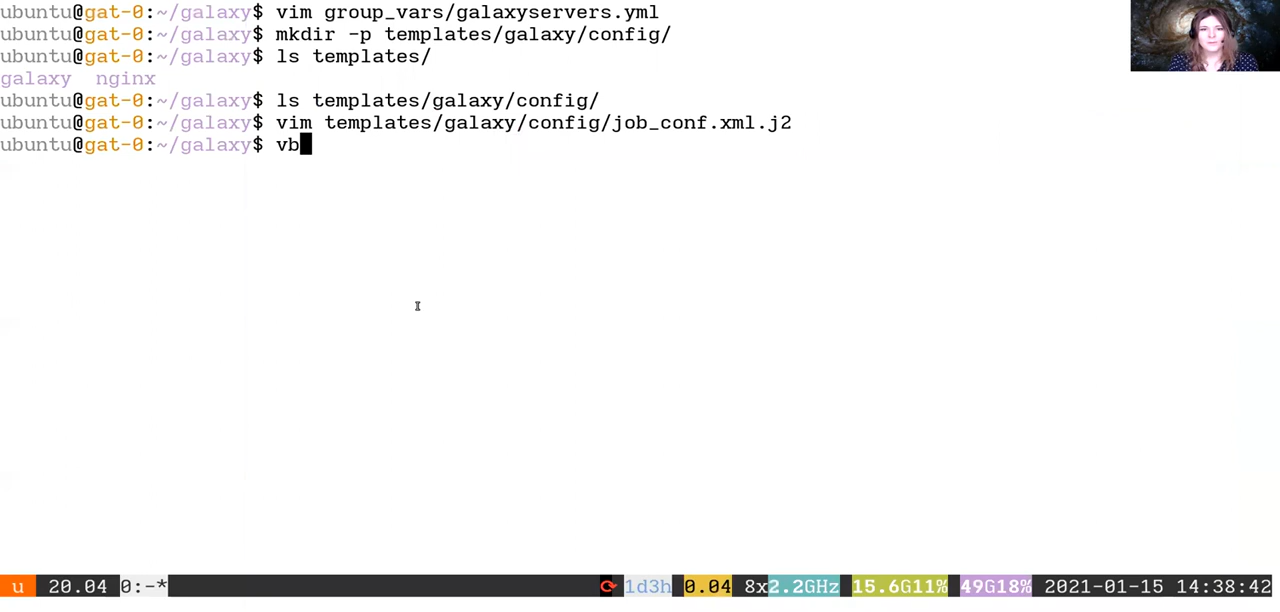 ubuntu@gat-0:~/galaxy$ vim group_vars/galaxyservers.yml
ubuntu@gat-0:~/galaxy$ mkdir -p templates/galaxy/config/
ubuntu@gat-0:~/galaxy$ ls templates/
galaxy  nginx
ubuntu@gat-0:~/galaxy$ ls templates/galaxy/config/
ubuntu@gat-0:~/galaxy$ vim templates/galaxy/config/job_conf.xml.j2
ubuntu@gat-0:~/galaxy$ vb
u 20.04 0:-* 1d3h 0.04 8x2.2GHz 15.6G11% 49G18% 2021-01-15 14:38:42